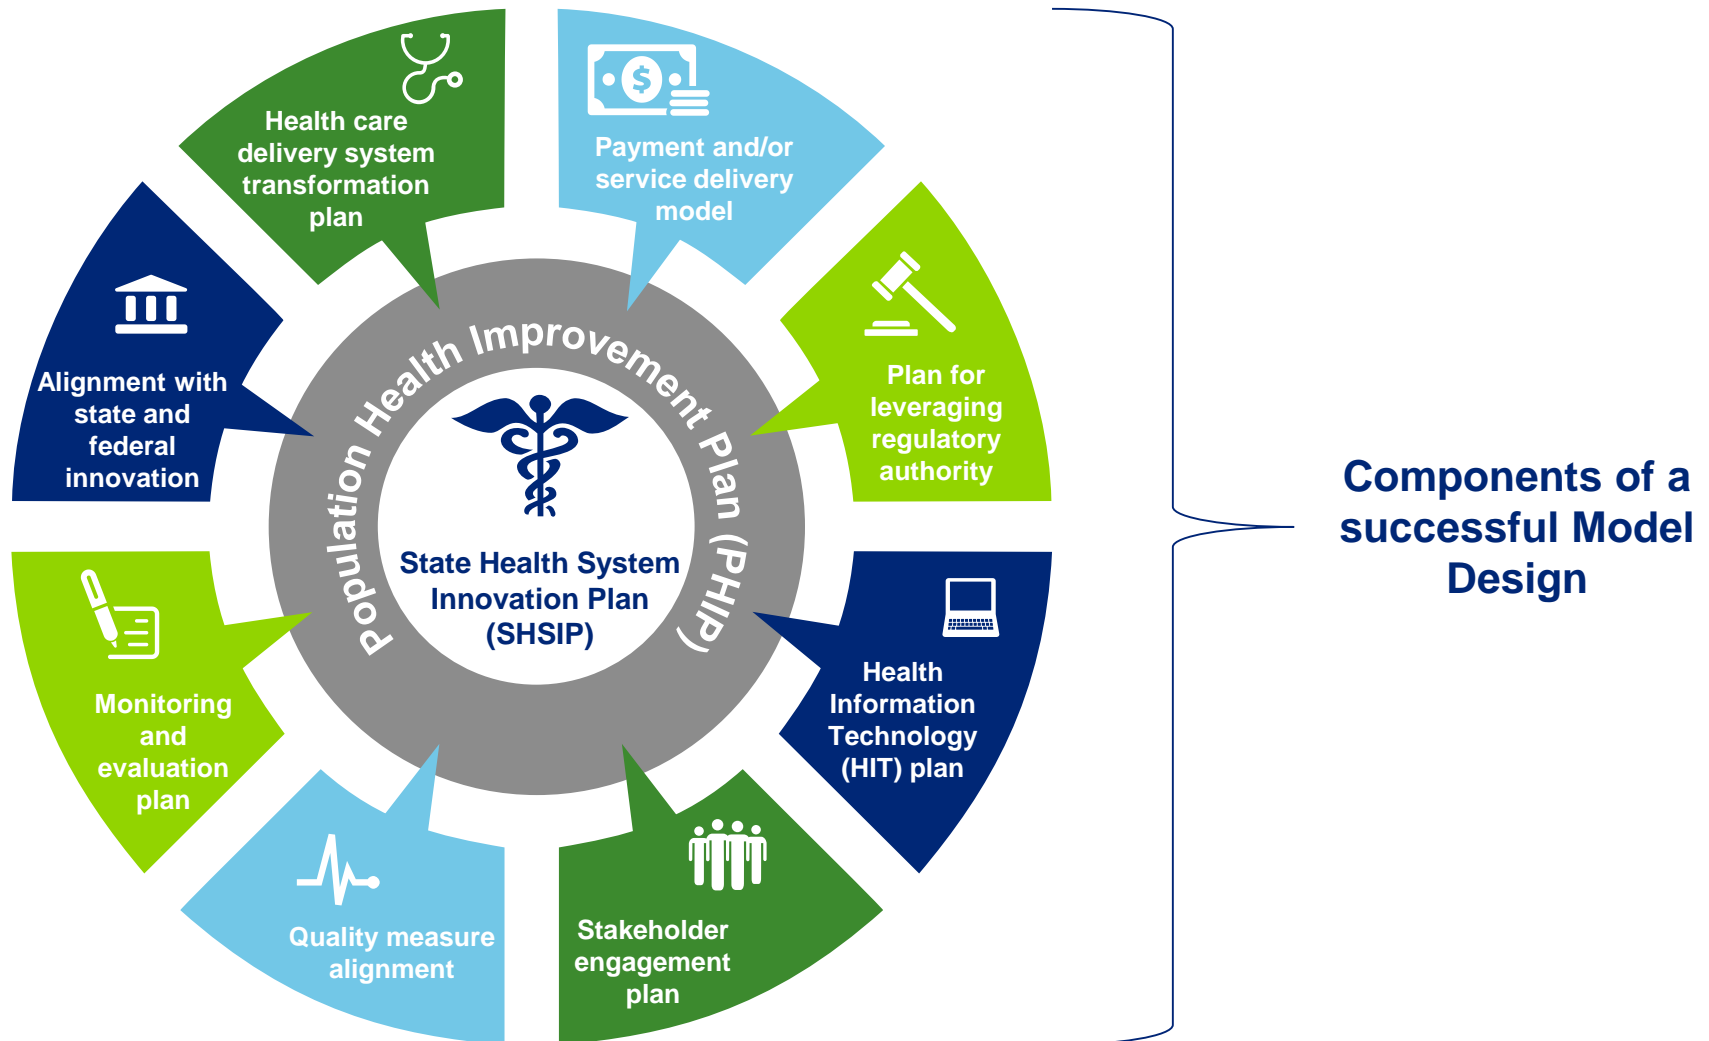 Health care
delivery system
transformation
plan
Payment and/or
service delivery
model
Plan for
leveraging
regulatory
authority
Health
Information
Technology
(HIT) plan
Stakeholder
engagement
plan
Quality measure
alignment
Monitoring
and
evaluation
plan
Alignment with
state and
federal
innovation
Population Health Improvement Plan (PHIP)
State Health System
Innovation Plan
(SHSIP)
Components of a
successful Model
Design